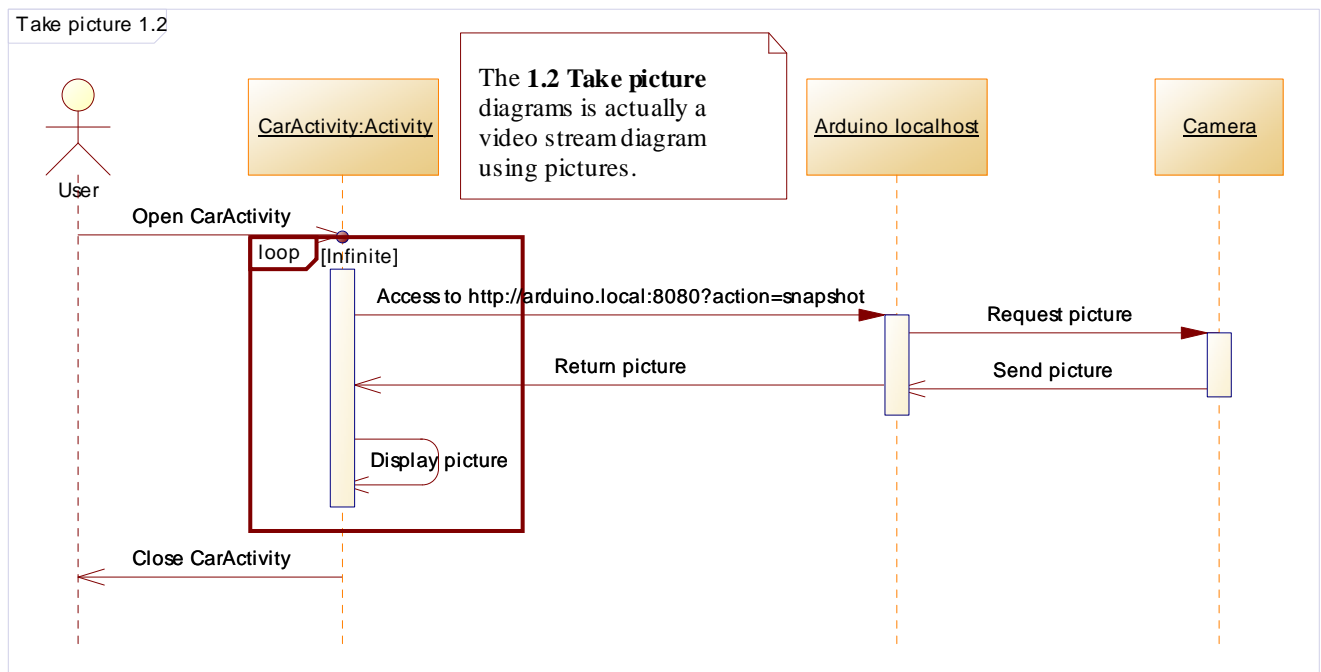 Take picture 1.2
The 1.2 Take picture
diagrams is actually a
video stream diagram
using pictures.
CarActivity:Activity
Arduino localhost
Camera
User
Open CarActivity
loop
[Infinite]
Access to http://arduino.local:8080?action=snapshot
Request picture
Return picture
Send picture
Display picture
Close CarActivity